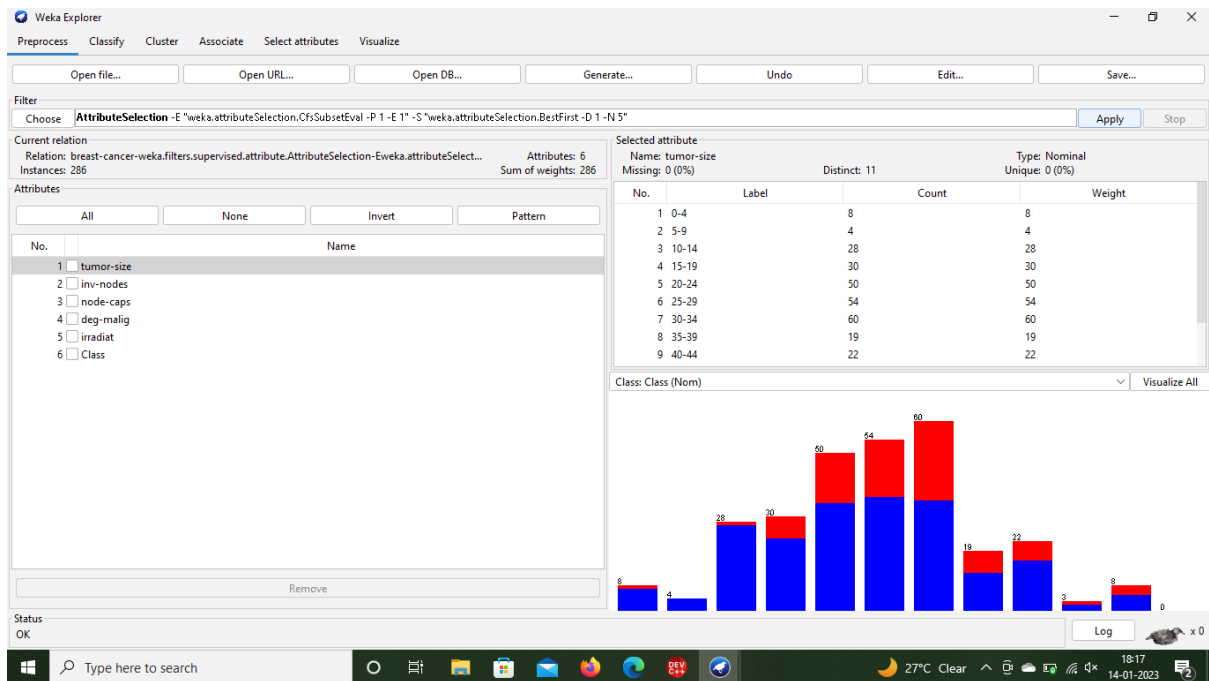 Weka Explorer
Preprocess Classify Cluster Associate Select attributes Visualize
Open file... Open URL... Open DB... Generate... Undo Edit... Save...
Filter
Choose AttributeSelection -E "weka.attributeSelection.CfsSubsetEval -P 1 -E 1" -S "weka.attributeSelection.BestFirst -D 1 -N 5" Apply Stop
Current relation
Relation: breast-cancer-weka.filters.supervised.attribute.AttributeSelection-Eweka.attributeSelect... Attributes: 6
Instances: 286 Sum of weights: 286
Attributes
All None Invert Pattern
No. Name
1 tumor-size
2 inv-nodes
3 node-caps
4 deg-malig
5 irradiat
6 Class
Remove
Selected attribute
Name: tumor-size Type: Nominal
Missing: 0 (0%) Distinct: 11 Unique: 0 (0%)
No. Label Count Weight
1 0-4 8 8
2 5-9 4 4
3 10-14 28 28
4 15-19 30 30
5 20-24 50 50
6 25-29 54 54
7 30-34 60 60
8 35-39 19 19
9 40-44 22 22
Class: Class (Nom) Visualize All
8 4 28 30 50 54 60 19 22 3 8 0
Status
OK Log x 0
Type here to search DEV C++ 27°C Clear 18:17
14-01-2023 2